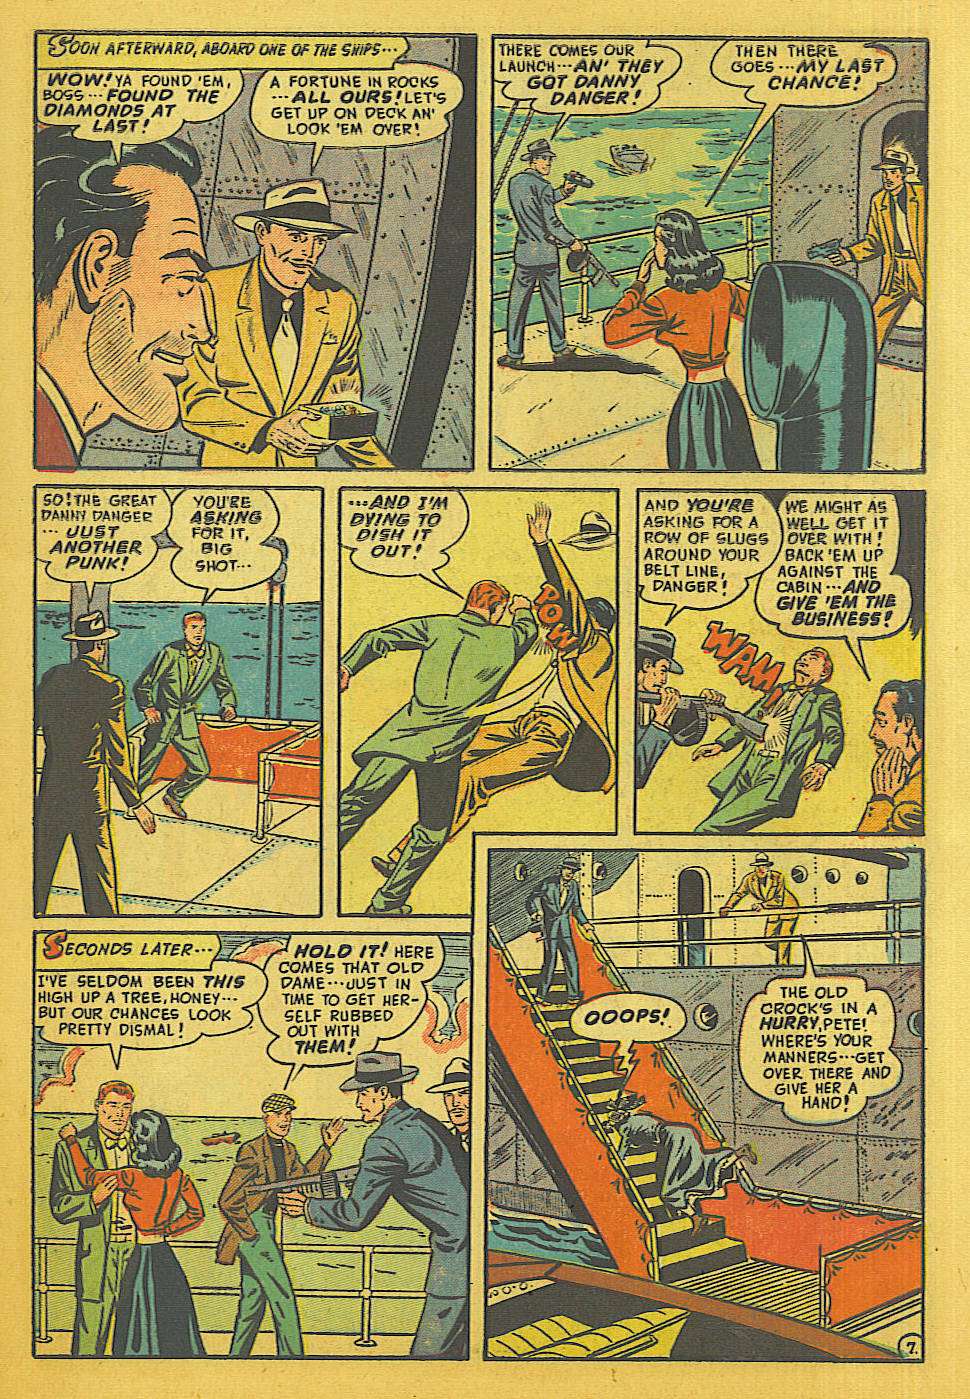 SOON AFTERWARD, ABOARD ONE OF THE SHIPS...
WOW! YA FOUND 'EM,
BOSS... FOUND THE
DIAMONDS AT
LAST!
A FORTUNE IN ROCKS
...ALL OURS! LET'S
GET UP ON DECK AN'
LOOK 'EM OVER!
THERE COMES OUR
LAUNCH... AN' THEY
GOT DANNY
DANGER!
THEN THERE
GOES... MY LAST
CHANCE!
SO! THE GREAT
DANNY DANGER
... JUST
ANOTHER
PUNK!
YOU'RE
ASKING
FOR IT,
BIG
SHOT...
...AND I'M
DYING TO
DISH IT
OUT!
POW
AND YOU'RE
ASKING FOR A
ROW OF SLUGS
AROUND YOUR
BELT LINE,
DANGER!
WE MIGHT AS
WELL GET IT
OVER WITH!
BACK 'EM UP
AGAINST THE
CABIN... AND
GIVE 'EM THE
BUSINESS!
WAM!
SECONDS LATER...
I'VE SELDOM BEEN THIS
HIGH UP A TREE, HONEY...
BUT OUR CHANCES LOOK
PRETTY DISMAL!
HOLD IT! HERE
COMES THAT OLD
DAME... JUST IN
TIME TO GET HER-
SELF RUBBED
OUT WITH
THEM!
OOOPS!
THE OLD
CROCK'S IN A
HURRY, PETE!
WHERE'S YOUR
MANNERS... GET
OVER THERE AND
GIVE HER A
HAND!
7.